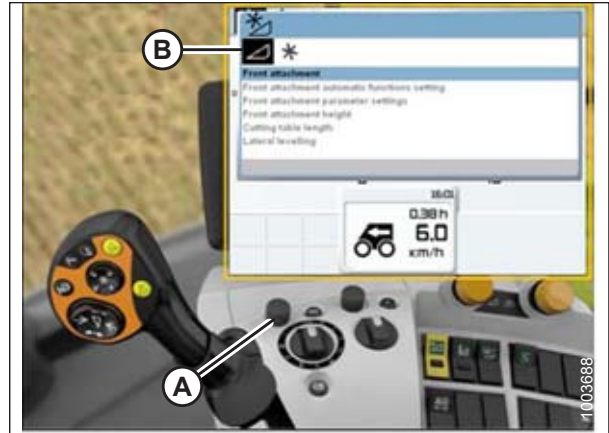 B
Front attachment
Front attachment automatic functions setting
Front attachment parameter settings
Front attachment height
Cutting table length
Lateral levelling
16:01
0.38 h
6.0
km/h
A
1003688